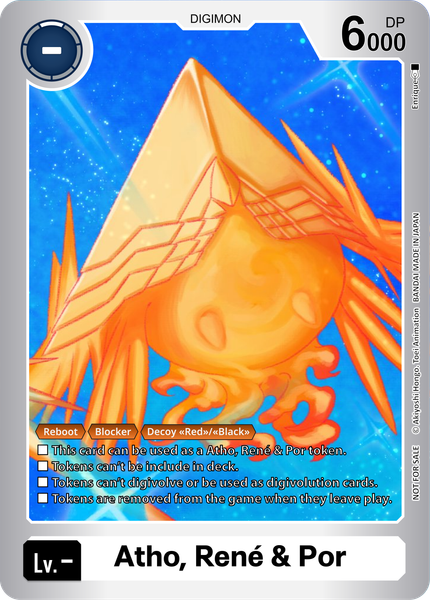 DIGIMON
-
DP
6000
Enrique
Reboot Blocker Decoy «Red»/«Black»
This card can be used as a Atho, René & Por token.
Tokens can't be include in deck.
Tokens can't digivolve or be used as digivolution cards.
Tokens are removed from the game when they leave play.
NOT FOR SALE © Akiyoshi Hongo, Toei Animation BANDAI MADE IN JAPAN
Lv.-
Atho, René & Por